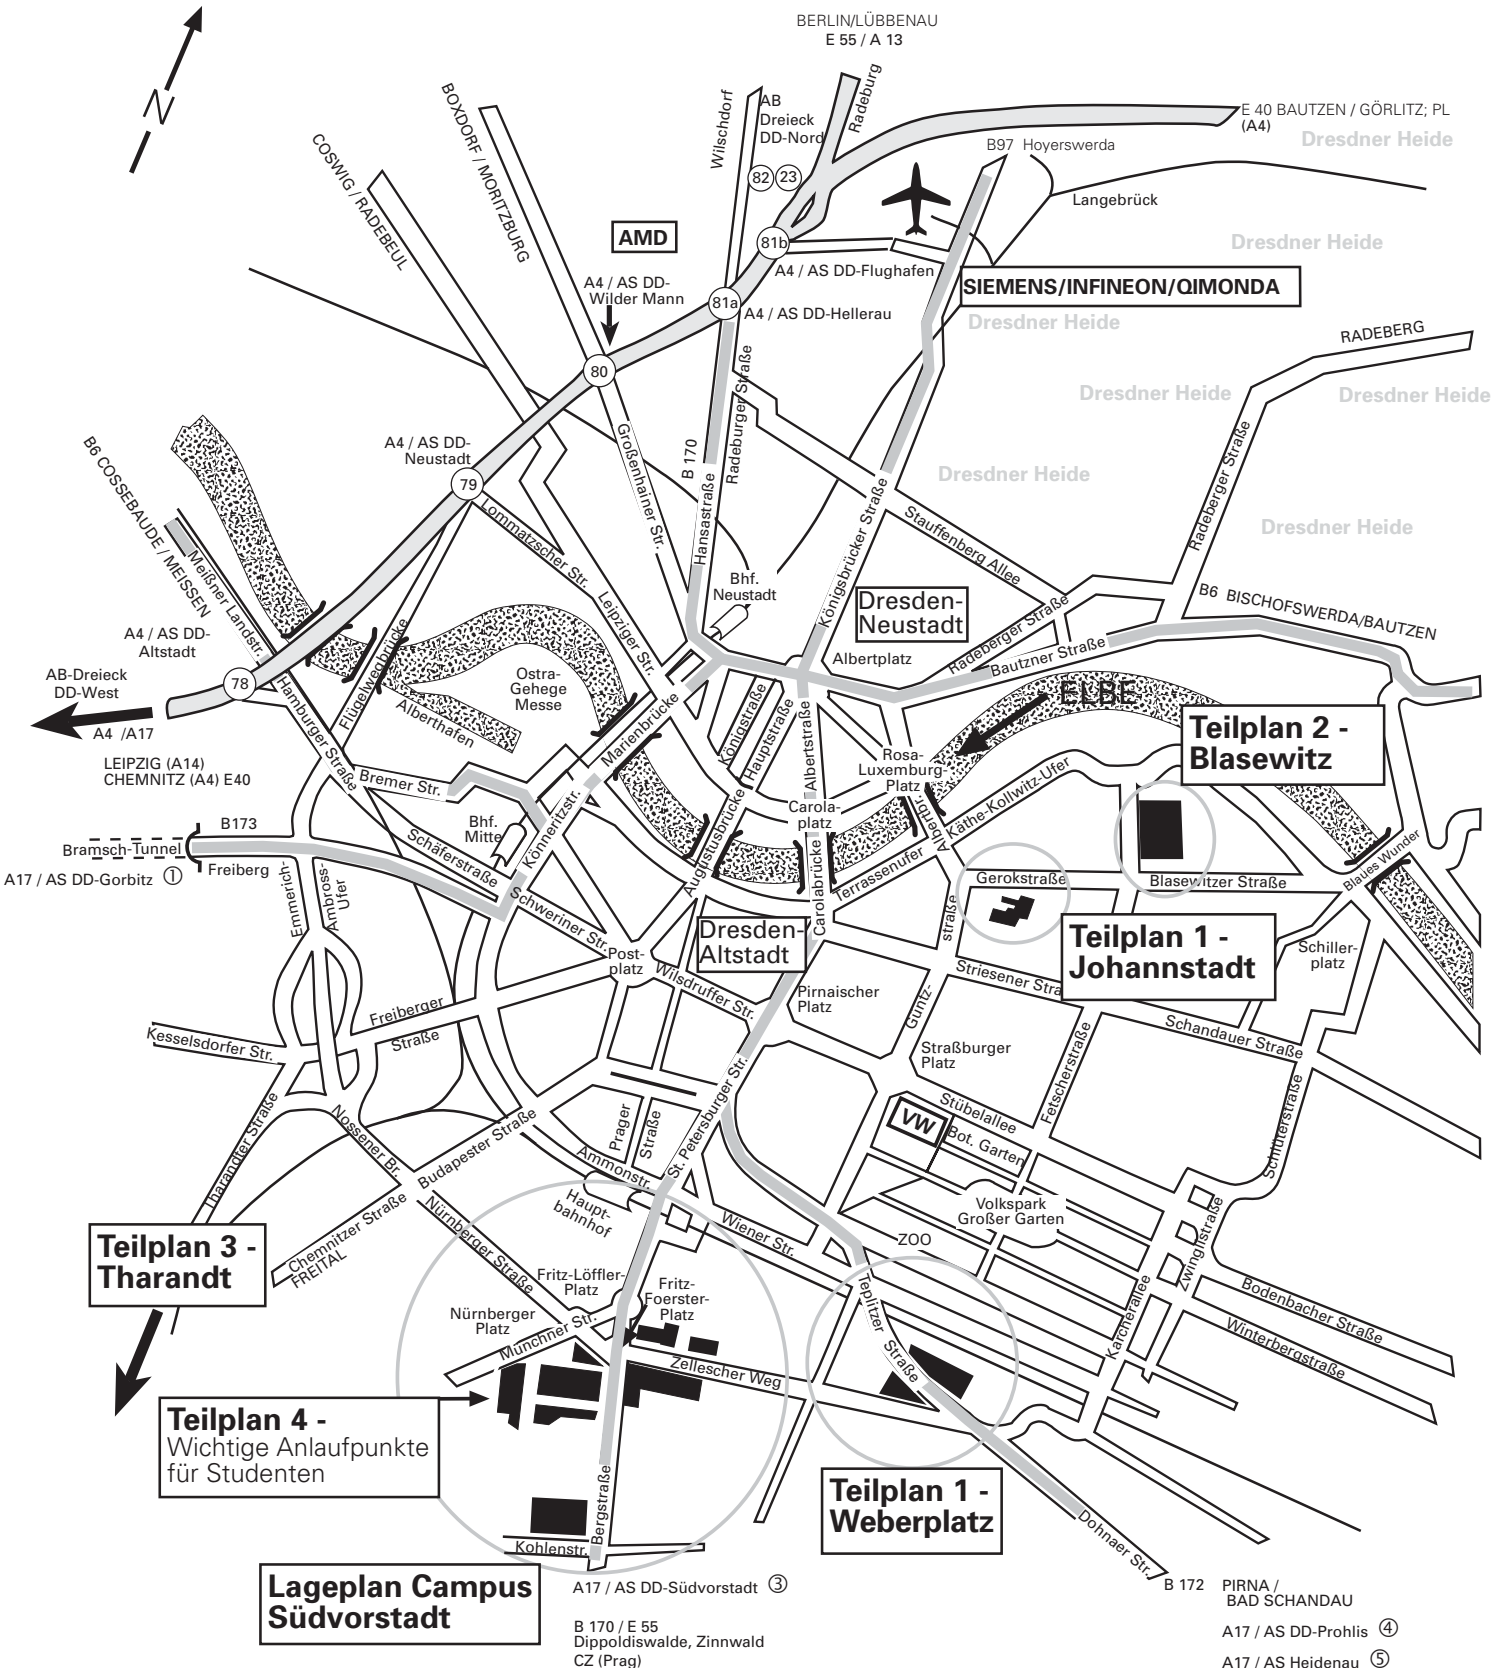 BERLIN/LÜBBENAU
E 55 / A 13
N
BOXDORF / MORITZBURG
COSWIG / RADEBEUL
Wilschdorf
AB
Dreieck
DD-Nord
Radeburg
82
23
E 40 BAUTZEN / GÖRLITZ; PL
(A4)
Dresdner Heide
B97 Hoyerswerda
Langebrück
Dresdner Heide
AMD
81b
A4 / AS DD-Flughafen
SIEMENS/INFINEON/QIMONDA
A4 / AS DD-
Wilder Mann
81a
A4 / AS DD-Hellerau
Dresdner Heide
RADEBERG
80
Radeburger Straße
Dresdner Heide
Dresdner Heide
B6 COSSEBAUDE / MEISSEN
A4 / AS DD-
Neustadt
79
Großenhainer Str.
B 170
Hansastraße
Dresdner Heide
Radeberger Straße
Dresdner Heide
Lommatzscher Str.
Königsbrücker Straße
Stauffenberg Allee
Meißner Landstr.
Leipziger Str.
Bhf.
Neustadt
Dresden-
Neustadt
B6 BISCHOFSWERDA/BAUTZEN
A4 / AS DD-
Altstadt
Flügelwegbrücke
Albertplatz
Radeberger Straße
Bautzner Straße
AB-Dreieck
DD-West
78
A4 /A17
LEIPZIG (A14)
CHEMNITZ (A4) E40
Hamburger Straße
Ostra-
Gehege
Messe
Alberthafen
Marienbrücke
Königstraße
Hauptstraße
Albertstraße
ELBE
Teilplan 2 -
Blasewitz
Rosa-
Luxemburg-
Platz
Käthe-Kollwitz-Ufer
Bremer Str.
Carola-
platz
Albertbr.
B173
Bramsch-Tunnel
Freiberg
A17 / AS DD-Gorbitz ①
Schäferstraße
Bhf.
Mitte
Könneritzstr.
Augustusbrücke
Carolabrücke
Terrassenufer
Gerokstraße
Blasewitzer Straße
Blaues Wunder
Emmerich-
Ambross-
Ufer
Schweriner Str.
Post-
platz
Dresden-
Altstadt
straße
Teilplan 1 -
Johannstadt
Schiller-
platz
Wilsdruffer Str.
Pirnaischer
Platz
Güntz-
Striesener Stra
Schandauer Straße
Kesselsdorfer Str.
Freiberger
Straße
Straßburger
Platz
Fetscherstraße
Tharandter Straße
Nossener Br.
Budapester Straße
Prager
Straße
St. Petersburger Str.
VW
Stübelallee
Bot. Garten
Schlüterstraße
Ammonstr.
Haupt-
bahnhof
Volkspark
Großer Garten
ZOO
Zwinglistraße
Teilplan 3 -
Tharandt
Chemnitzer Straße
FREITAL
Nürnberger Straße
Wiener Str.
Fritz-Löffler-
Platz
Fritz-
Foerster-
Platz
Nürnberger
Platz
Münchner Str.
Zellescher Weg
Teplitzer Straße
Karcherallee
Bodenbacher Straße
Winterbergstraße
Teilplan 4 -
Wichtige Anlaufpunkte
für Studenten
Bergstraße
Kohlenstr.
Teilplan 1 -
Weberplatz
Dohnaer Str.
Lageplan Campus
Südvorstadt
A17 / AS DD-Südvorstadt ③
B 170 / E 55
Dippoldiswalde, Zinnwald
CZ (Prag)
B 172 PIRNA /
BAD SCHANDAU
A17 / AS DD-Prohlis ④
A17 / AS Heidenau ⑤